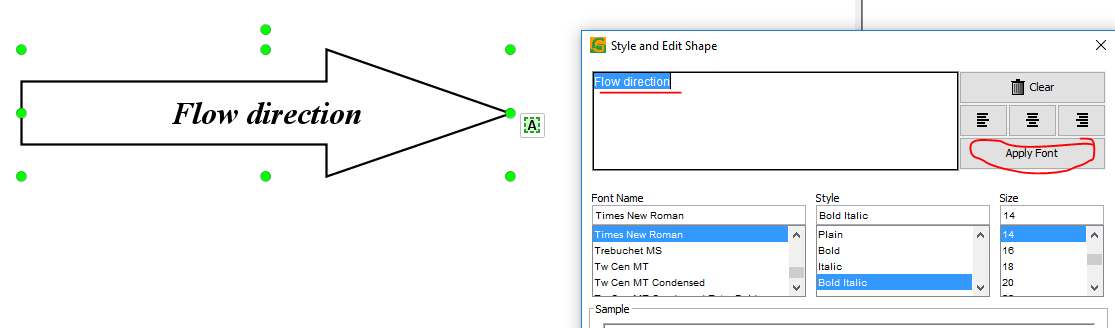 Flow direction
A
Style and Edit Shape
Flow direction
Clear
Apply Font
Font Name
Style
Size
Times New Roman
Bold Italic
14
Times New Roman
Plain
14
Trebuchet MS
Bold
16
Tw Cen MT
Italic
18
Tw Cen MT Condensed
Bold Italic
20
Sample